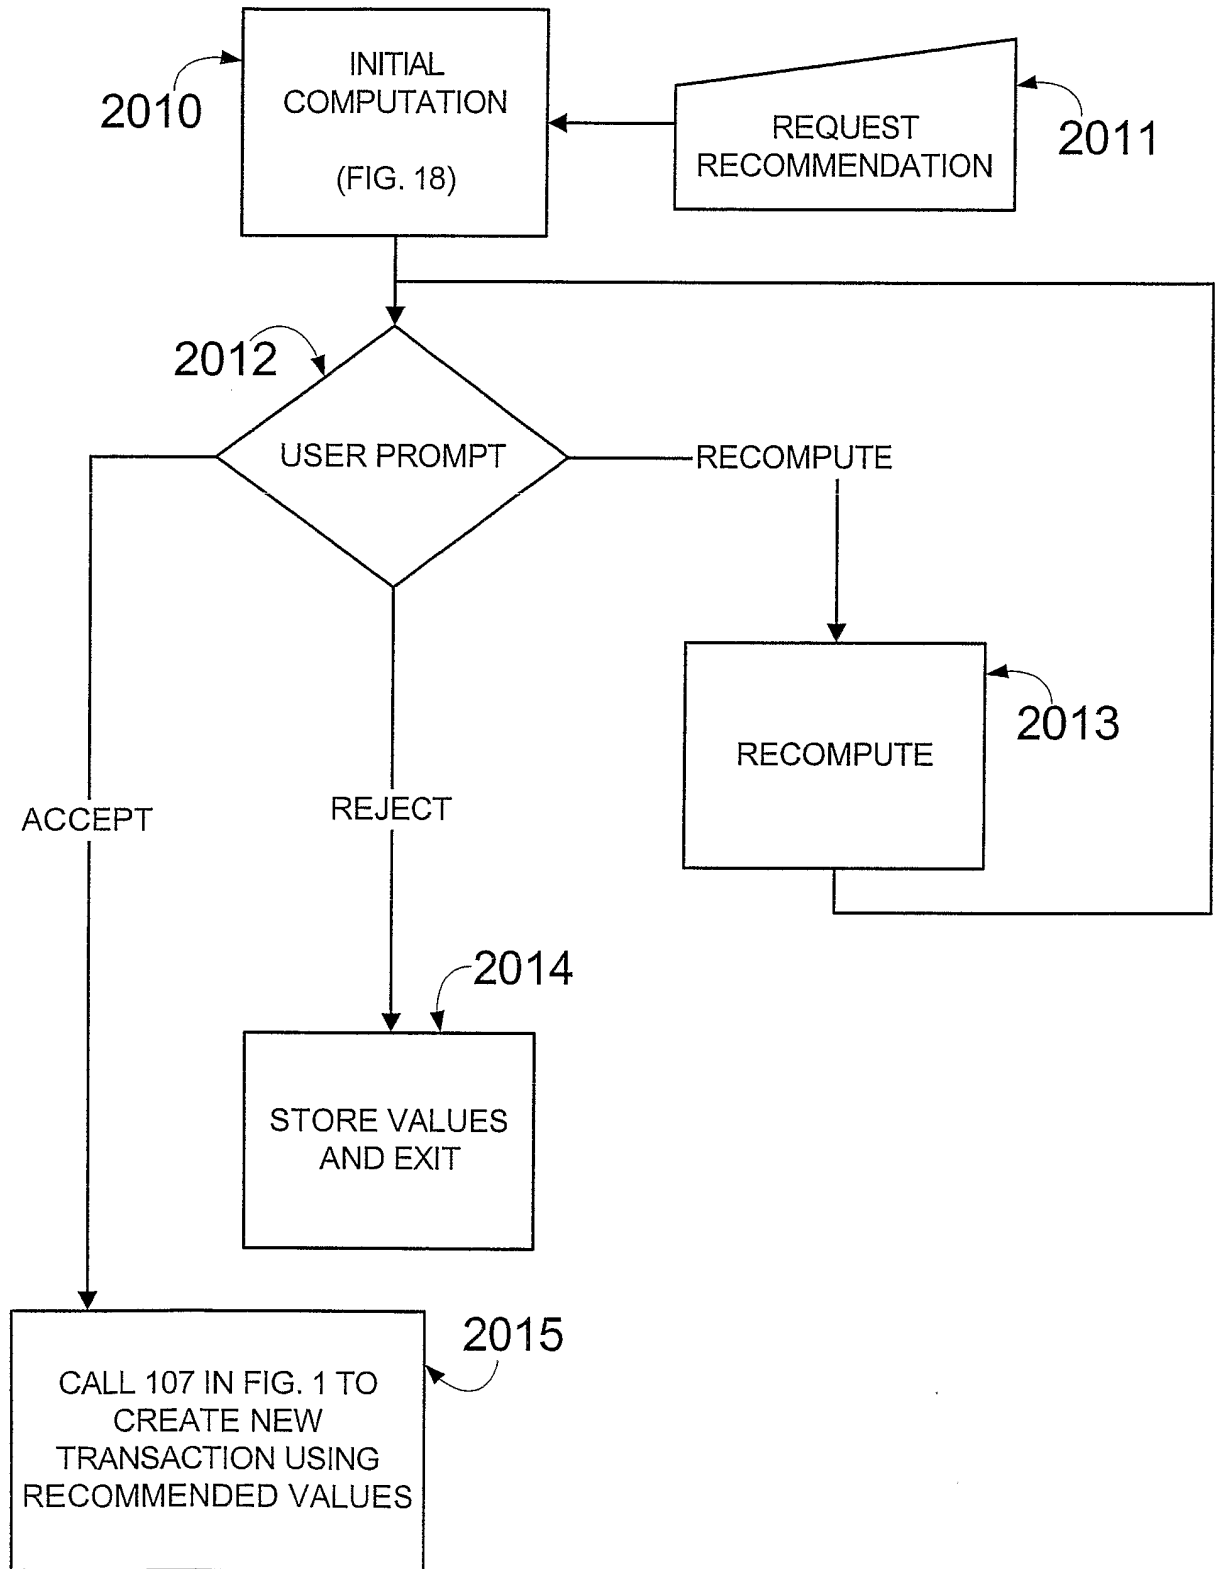 INITIAL
COMPUTATION
(FIG. 18)
2010
REQUEST
RECOMMENDATION
2011
2012
USER PROMPT
RECOMPUTE
RECOMPUTE
2013
ACCEPT
REJECT
2014
STORE VALUES
AND EXIT
2015
CALL 107 IN FIG. 1 TO
CREATE NEW
TRANSACTION USING
RECOMMENDED VALUES